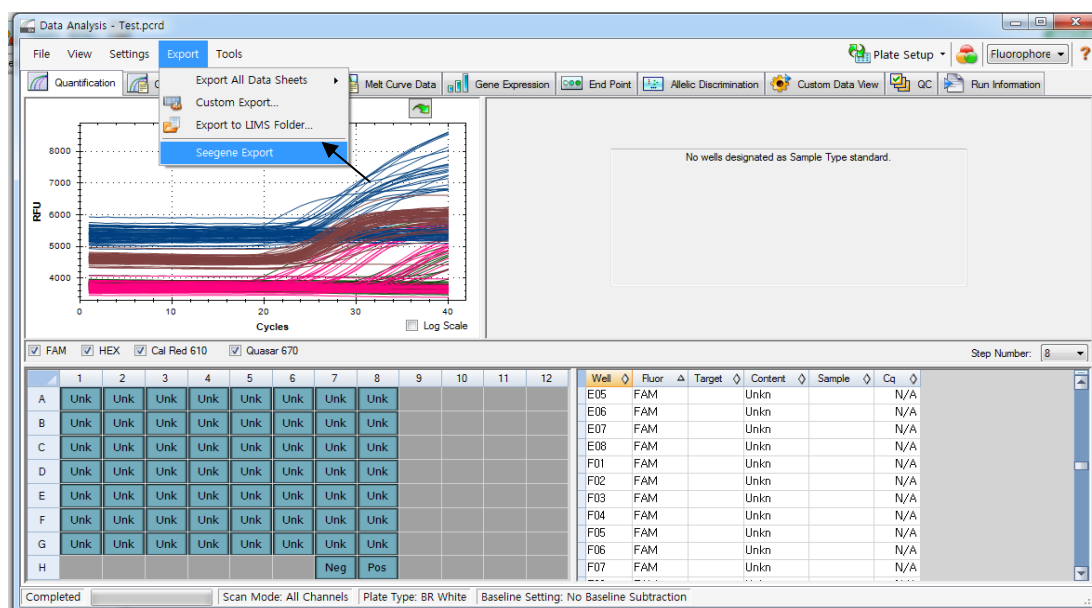 Data Analysis - Test.pcrd
File View Settings Export Tools
Plate Setup
Fluorophore
?
Quantification
Melt Curve Data
Gene Expression
End Point
Allelic Discrimination
Custom Data View
QC
Run Information
Export All Data Sheets
Custom Export...
Export to LIMS Folder...
Seegene Export
RFU
8000
7000
6000
5000
4000
0 10 20 30 40
Cycles
Log Scale
No wells designated as Sample Type standard.
FAM HEX Cal Red 610 Quasar 670
Step Number: 8
1 2 3 4 5 6 7 8 9 10 11 12
A Unk Unk Unk Unk Unk Unk Unk Unk
B Unk Unk Unk Unk Unk Unk Unk Unk
C Unk Unk Unk Unk Unk Unk Unk Unk
D Unk Unk Unk Unk Unk Unk Unk Unk
E Unk Unk Unk Unk Unk Unk Unk Unk
F Unk Unk Unk Unk Unk Unk Unk Unk
G Unk Unk Unk Unk Unk Unk Unk Unk
H Neg Pos
Well Fluor Target Content Sample Cq
E05 FAM Unkn N/A
E06 FAM Unkn N/A
E07 FAM Unkn N/A
E08 FAM Unkn N/A
F01 FAM Unkn N/A
F02 FAM Unkn N/A
F03 FAM Unkn N/A
F04 FAM Unkn N/A
F05 FAM Unkn N/A
F06 FAM Unkn N/A
F07 FAM Unkn N/A
Completed
Scan Mode: All Channels
Plate Type: BR White
Baseline Setting: No Baseline Subtraction